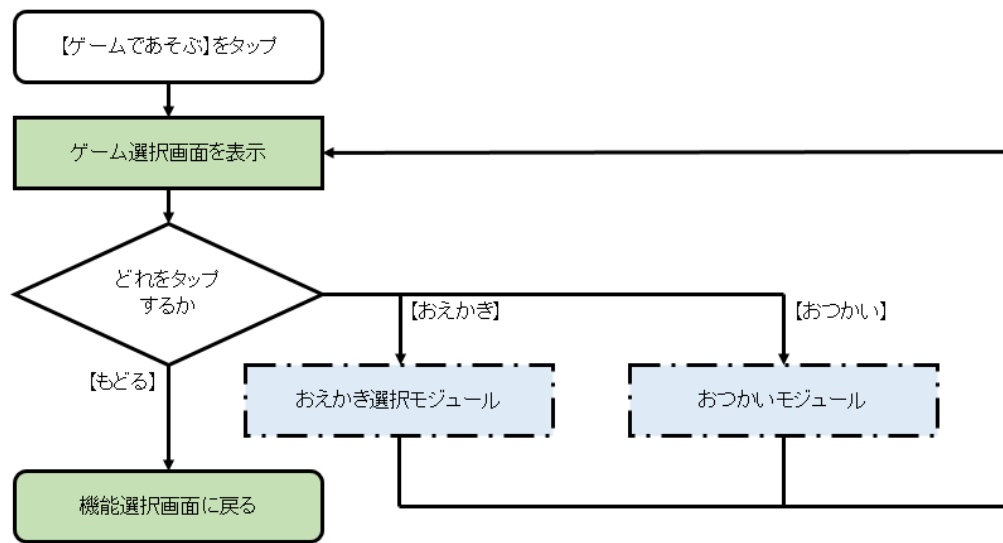 【ゲームであそぶ】をタップ
ゲーム選択画面を表示
どれをタップ
するか
【おえかき】
【おつかい】
【もどる】
おえかき選択モジュール
おつかいモジュール
機能選択画面に戻る